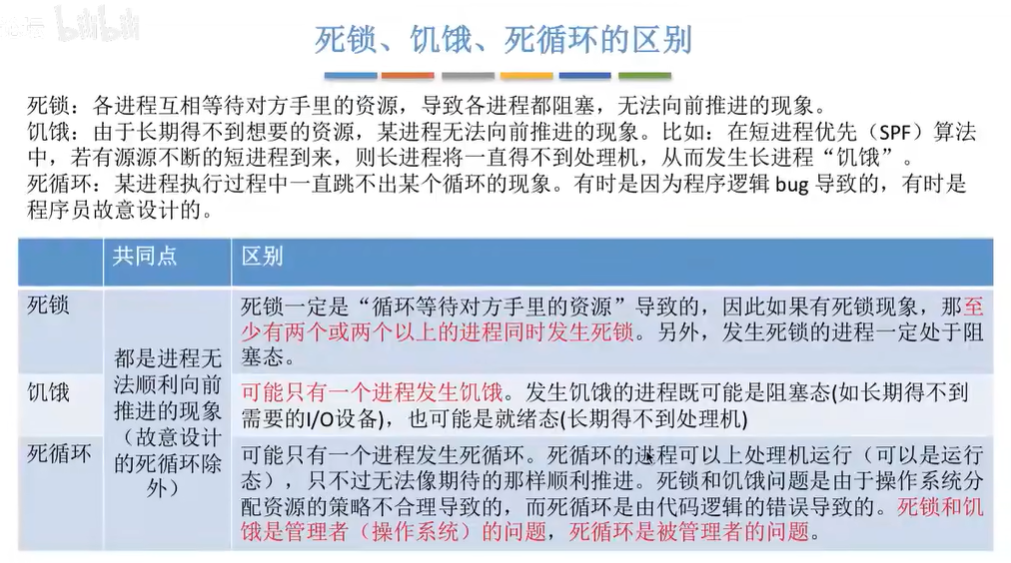 bilibili
死锁、饥饿、死循环的区别
死锁：各进程互相等待对方手里的资源，导致各进程都阻塞，无法向前推进的现象。
饥饿：由于长期得不到想要的资源，某进程无法向前推进的现象。比如：在短进程优先（SPF）算法
中，若有源源不断的短进程到来，则长进程将一直得不到处理机，从而发生长进程“饥饿”。
死循环：某进程执行过程中一直跳不出某个循环的现象。有时是因为程序逻辑 bug 导致的，有时是
程序员故意设计的。
共同点
区别
死锁
都是进程无
法顺利向前
推进的现象
（故意设计
的死循环除
外）
死锁一定是“循环等待对方手里的资源”导致的，因此如果有死锁现象，那至
少有两个或两个以上的进程同时发生死锁。另外，发生死锁的进程一定处于阻
塞态。
饥饿
可能只有一个进程发生饥饿。发生饥饿的进程既可能是阻塞态(如长期得不到
需要的I/O设备)，也可能是就绪态(长期得不到处理机)
死循环
可能只有一个进程发生死循环。死循环的进程可以上处理机运行（可以是运行
态），只不过无法像期待的那样顺利推进。死锁和饥饿问题是由于操作系统分
配资源的策略不合理导致的，而死循环是由代码逻辑的错误导致的。死锁和饥
饿是管理者（操作系统）的问题，死循环是被管理者的问题。